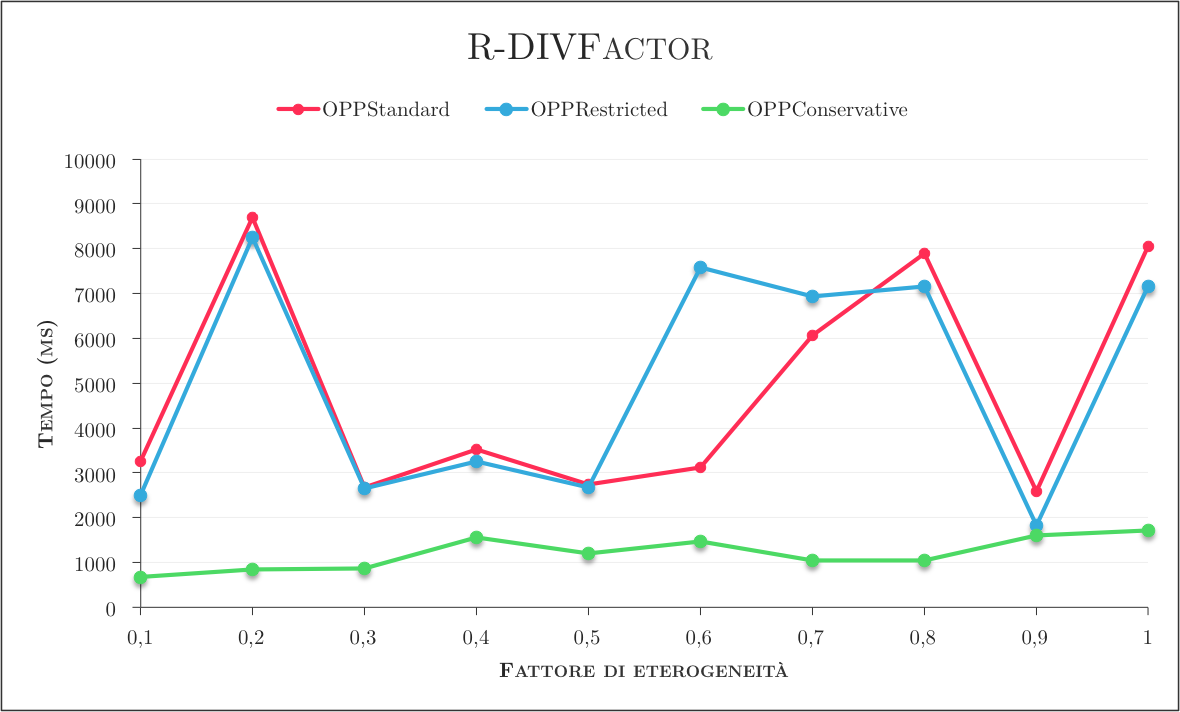 R-DIVFactor
OPPStandard OPPRestricted OPPConservative
10000
9000
8000
7000
6000
5000
4000
3000
2000
1000
0
Tempo (ms)
0,1 0,2 0,3 0,4 0,5 0,6 0,7 0,8 0,9 1
Fattore di eterogeneità